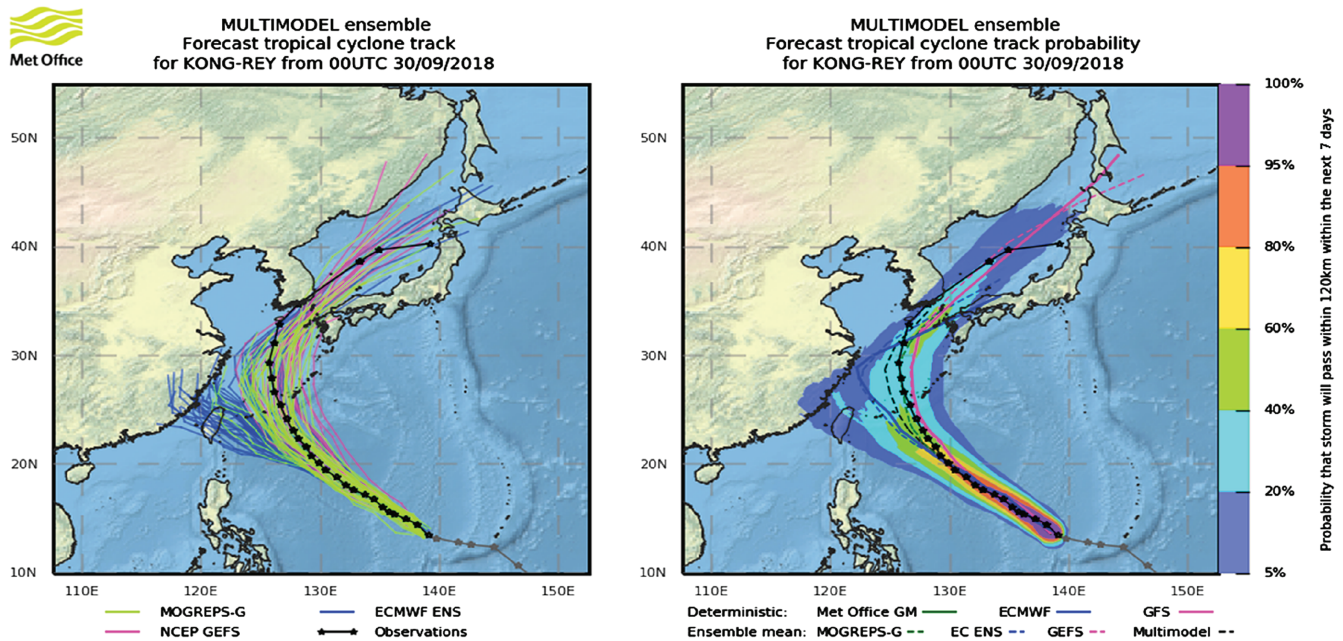 Met Office
MULTIMODEL ensemble
Forecast tropical cyclone track
for KONG-REY from 00UTC 30/09/2018
50N
40N
30N
20N
10N
110E 120E 130E 140E 150E
MOGREPS-G ECMWF ENS
NCEP GEFS Observations
MULTIMODEL ensemble
Forecast tropical cyclone track probability
for KONG-REY from 00UTC 30/09/2018
50N
40N
30N
20N
10N
110E 120E 130E 140E 150E
100%
95%
80%
60%
40%
20%
5%
Probability that storm will pass within 120km within the next 7 days
Deterministic: Met Office GM ECMWF GFS
Ensemble mean: MOGREPS-G EC ENS GEFS Multimodel